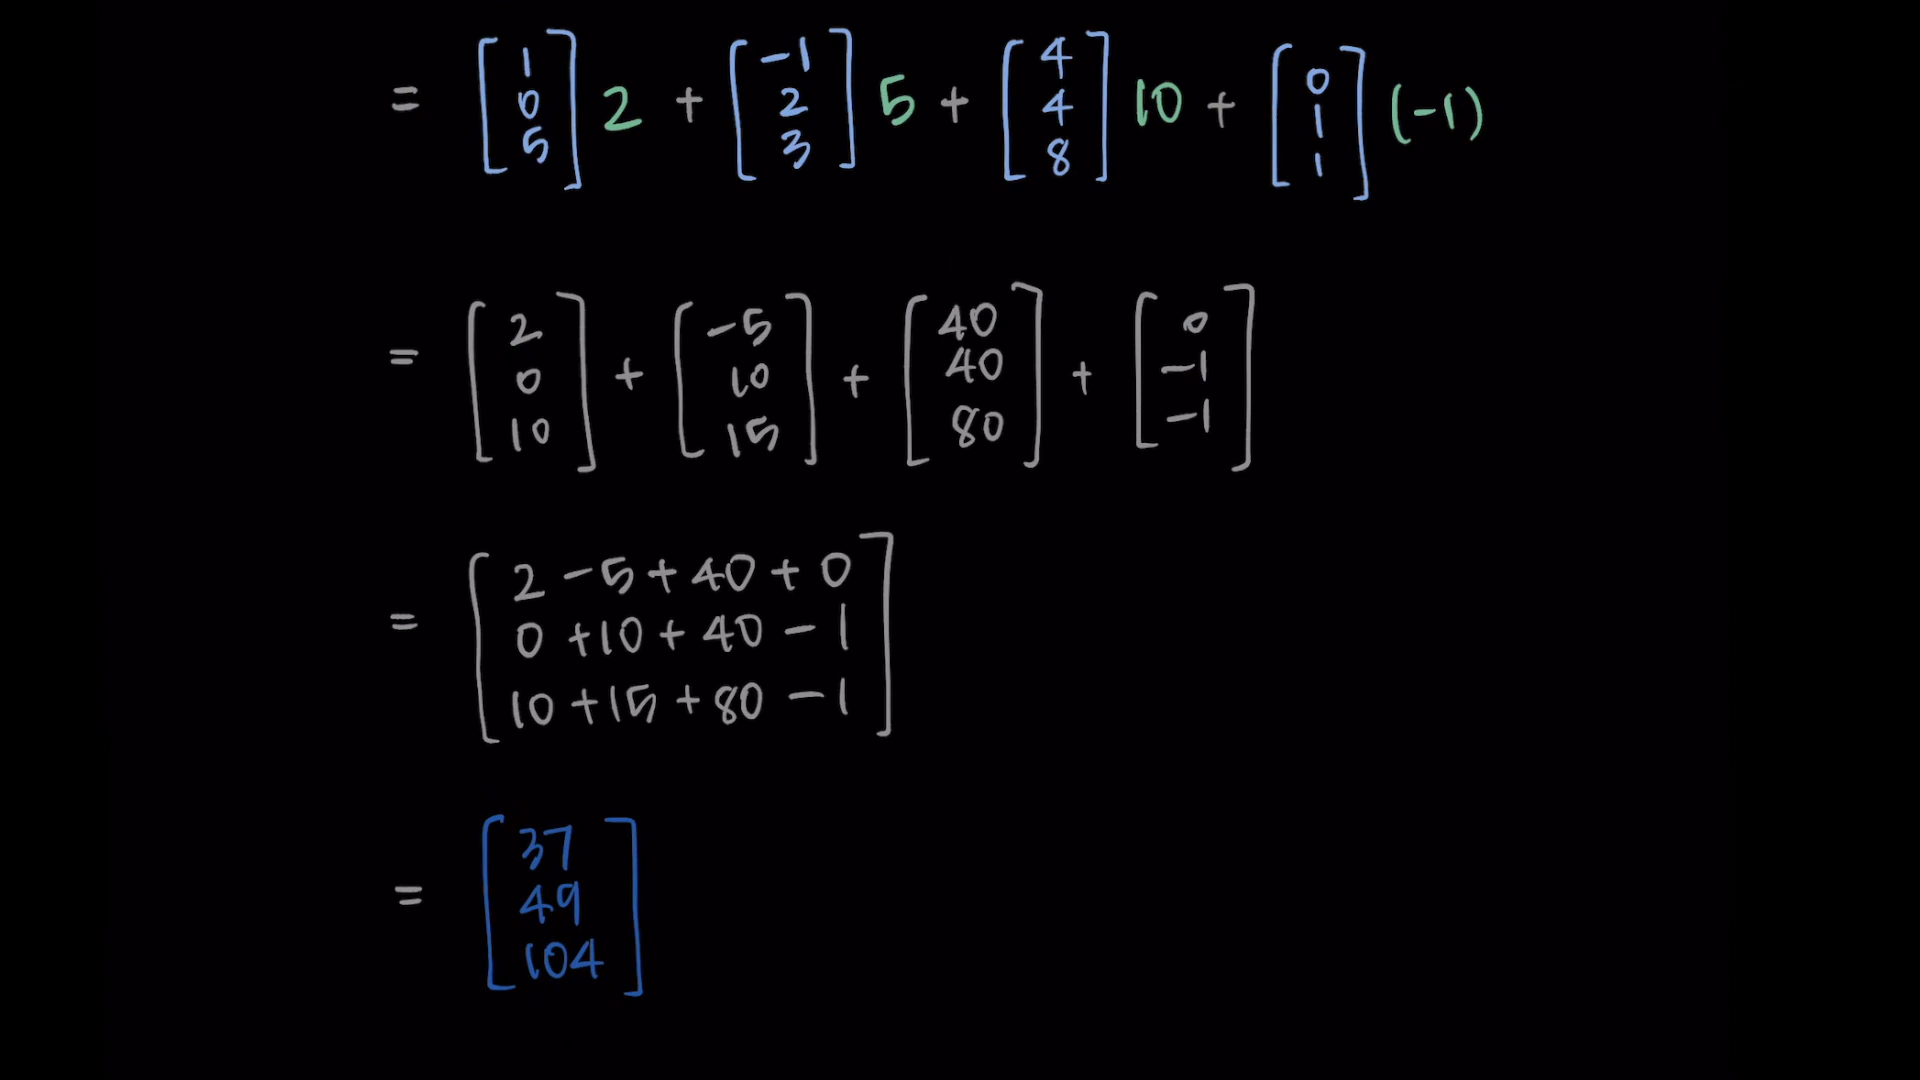 = [1 0 5] 2 + [-1 2 3] 5 + [4 4 8] 10 + [0 1 1] (-1)
= [2 0 10] + [-5 10 15] + [40 40 80] + [0 -1 -1]
= [2 - 5 + 40 + 0
0 + 10 + 40 - 1
10 + 15 + 80 - 1]
= [37 49 104]